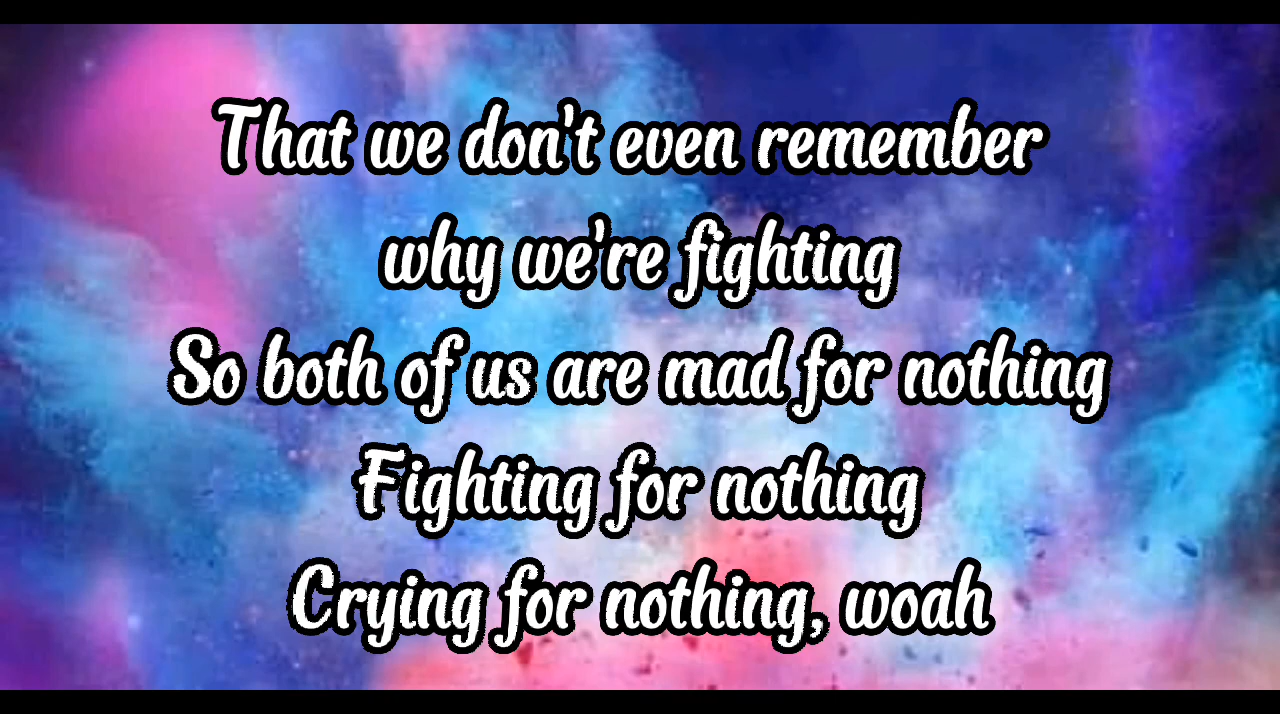 That we don't even remember
why we're fighting
So both of us are mad for nothing
Fighting for nothing
Crying for nothing, woah